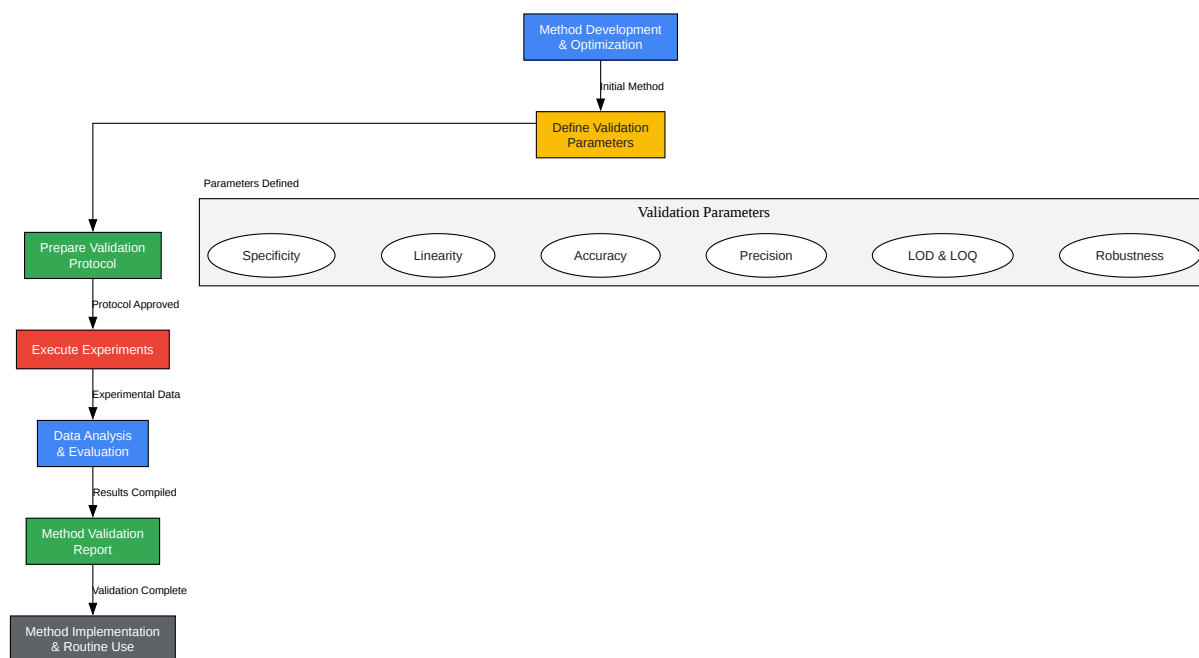 Method Development
& Optimization
Initial Method
Define Validation
Parameters
Parameters Defined
Validation Parameters
Specificity
Linearity
Accuracy
Precision
LOD & LOQ
Robustness
Prepare Validation
Protocol
Protocol Approved
Execute Experiments
Experimental Data
Data Analysis
& Evaluation
Results Compiled
Method Validation
Report
Validation Complete
Method Implementation
& Routine Use